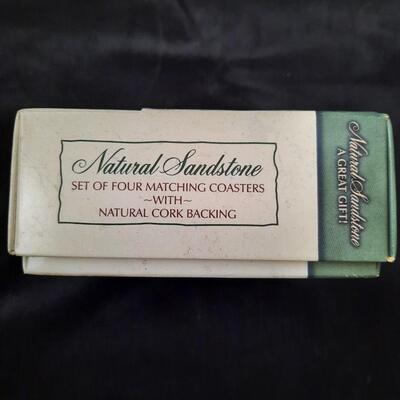 Natural Sandstone
SET OF FOUR MATCHING COASTERS
~WITH~
NATURAL CORK BACKING
Natural Sandstone
A GREAT GIFT!